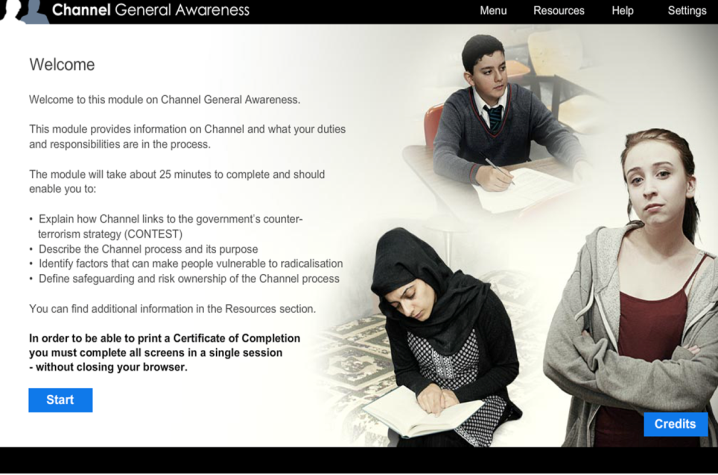 Channel General Awareness
Menu Resources Help Settings
Welcome
Welcome to this module on Channel General Awareness.
This module provides information on Channel and what your duties
and responsibilities are in the process.
The module will take about 25 minutes to complete and should
enable you to:
• Explain how Channel links to the government's counter-
terrorism strategy (CONTEST)
• Describe the Channel process and its purpose
• Identify factors that can make people vulnerable to radicalisation
• Define safeguarding and risk ownership of the Channel process
You can find additional information in the Resources section.
In order to be able to print a Certificate of Completion
you must complete all screens in a single session
- without closing your browser.
Start
Credits